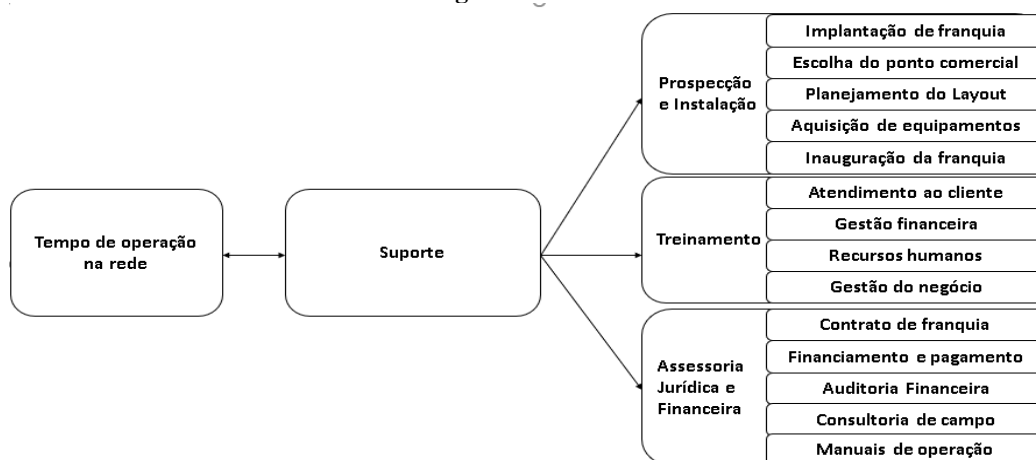 Tempo de operação
na rede
Suporte
Prospecção
e Instalação
Implantação de franquia
Escolha do ponto comercial
Planejamento do Layout
Aquisição de equipamentos
Inauguração da franquia
Treinamento
Atendimento ao cliente
Gestão financeira
Recursos humanos
Gestão do negócio
Assessoria
Jurídica e
Financeira
Contrato de franquia
Financiamento e pagamento
Auditoria Financeira
Consultoria de campo
Manuais de operação